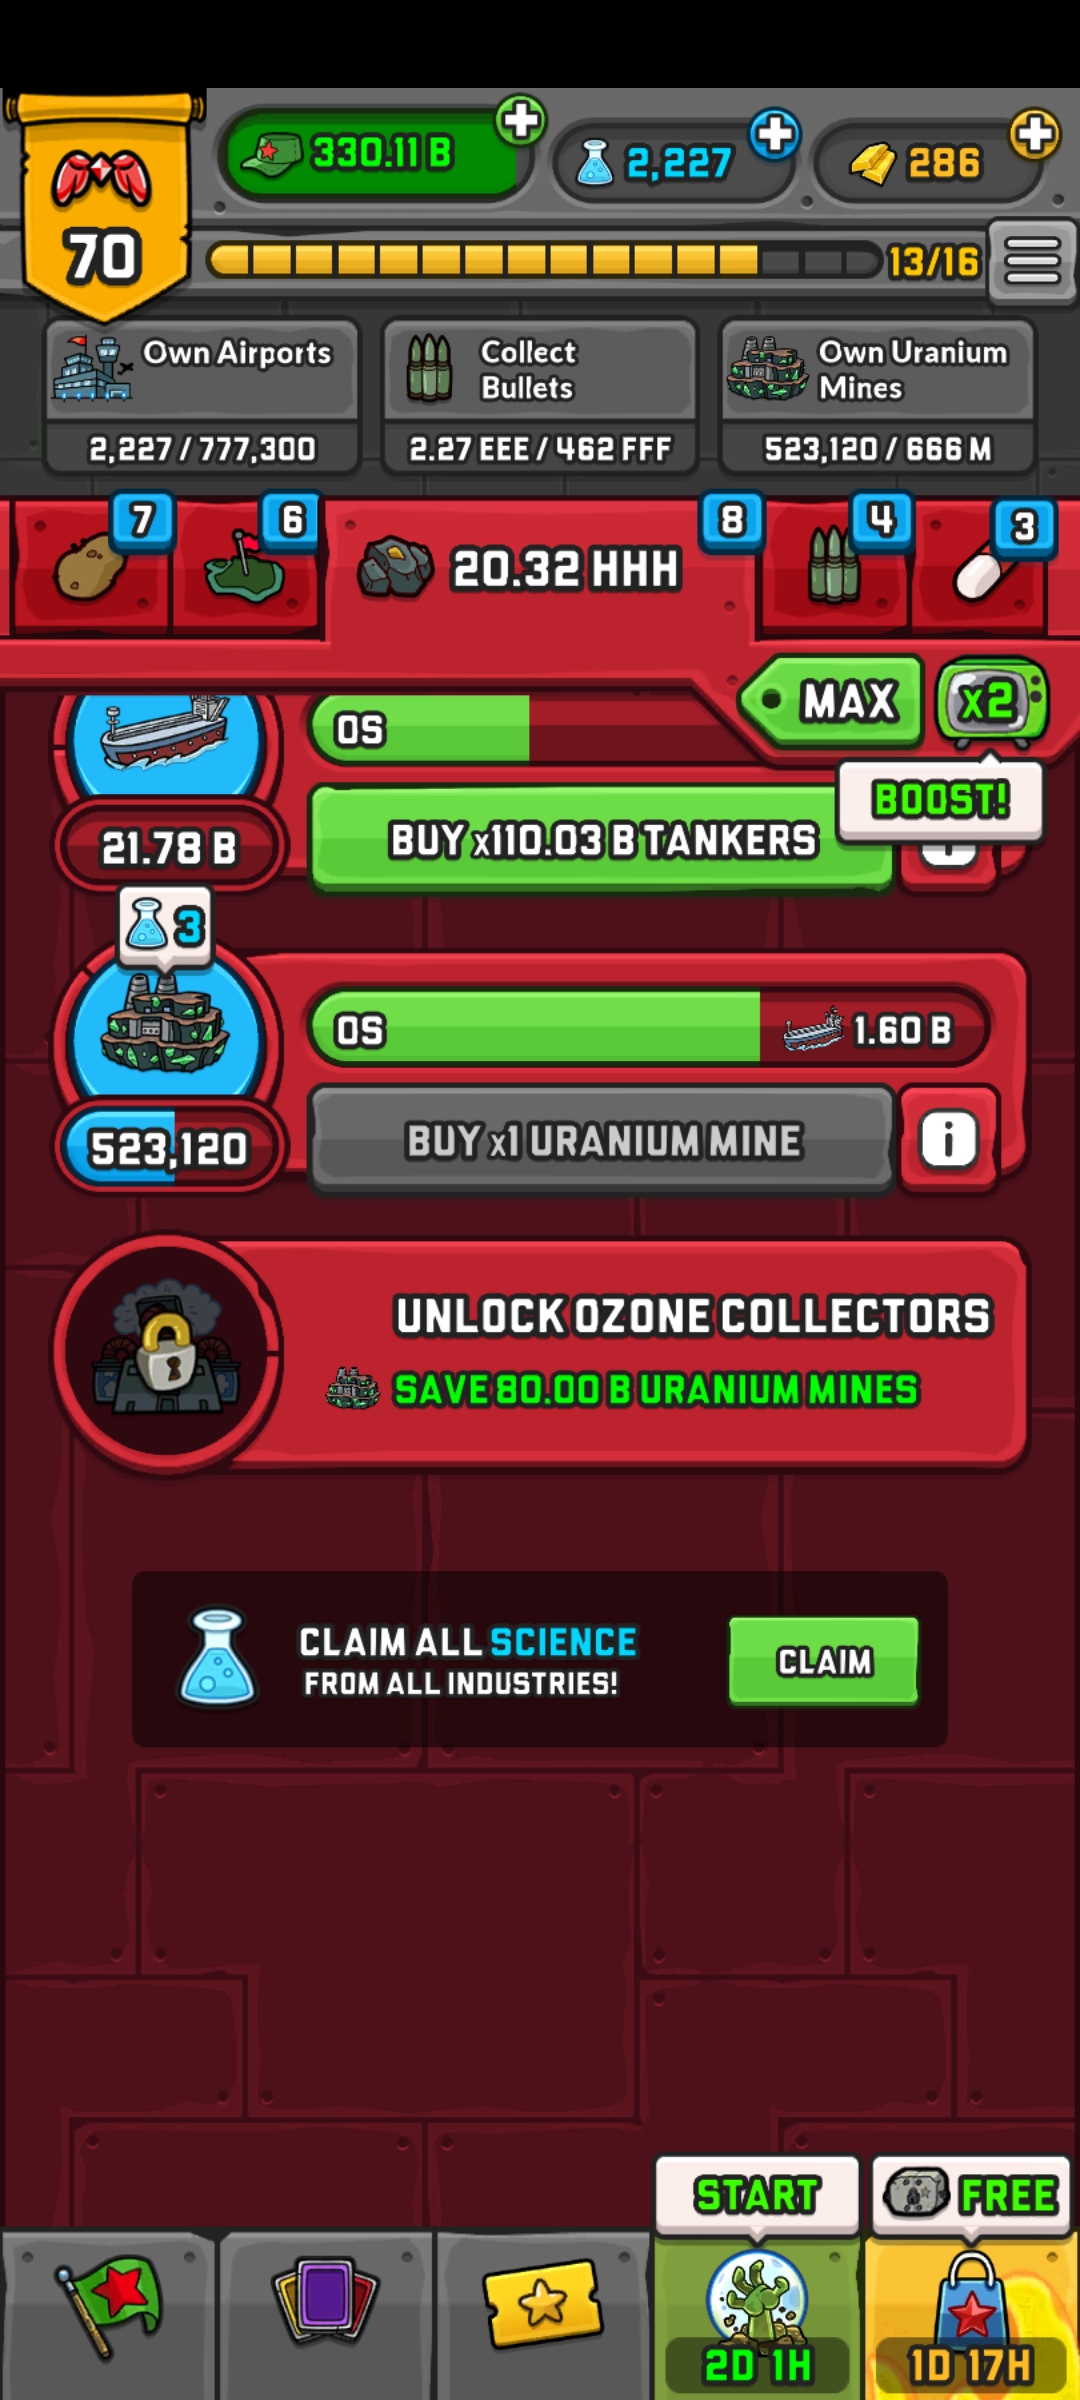 330.11 B
2,227
286
70
13/16
Own Airports
2,227 / 777,300
Collect
Bullets
2.27 EEE / 462 FFF
Own Uranium
Mines
523,120 / 666 M
7
6
20.32 HHH
8
4
3
MAX
x2
BOOST!
0S
21.78 B
BUY x110.03 B TANKERS
3
0S
1.60 B
523,120
BUY x1 URANIUM MINE
i
UNLOCK OZONE COLLECTORS
SAVE 80.00 B URANIUM MINES
CLAIM ALL SCIENCE
FROM ALL INDUSTRIES!
CLAIM
START
FREE
2D 1H
1D 17H